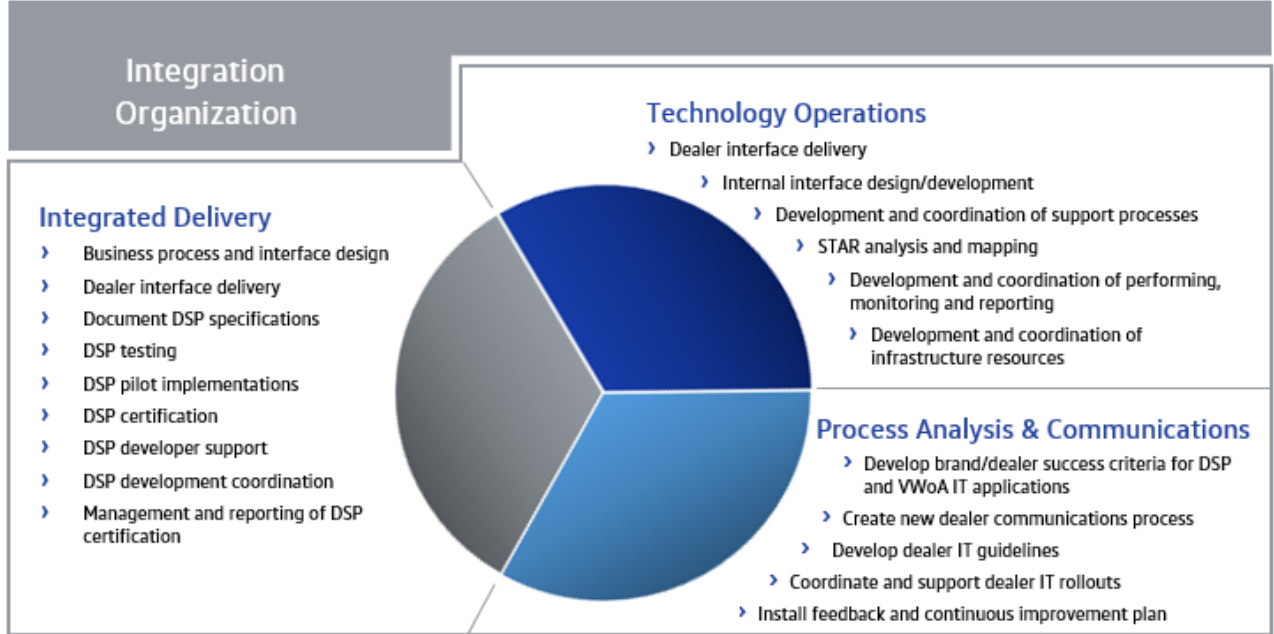 Integration
Organization
Technology Operations
› Dealer interface delivery
› Internal interface design/development
› Development and coordination of support processes
› STAR analysis and mapping
› Development and coordination of performing,
monitoring and reporting
› Development and coordination of
infrastructure resources
Integrated Delivery
› Business process and interface design
› Dealer interface delivery
› Document DSP specifications
› DSP testing
› DSP pilot implementations
› DSP certification
› DSP developer support
› DSP development coordination
› Management and reporting of DSP
certification
Process Analysis & Communications
› Develop brand/dealer success criteria for DSP
and VWoA IT applications
› Create new dealer communications process
› Develop dealer IT guidelines
› Coordinate and support dealer IT rollouts
› Install feedback and continuous improvement plan